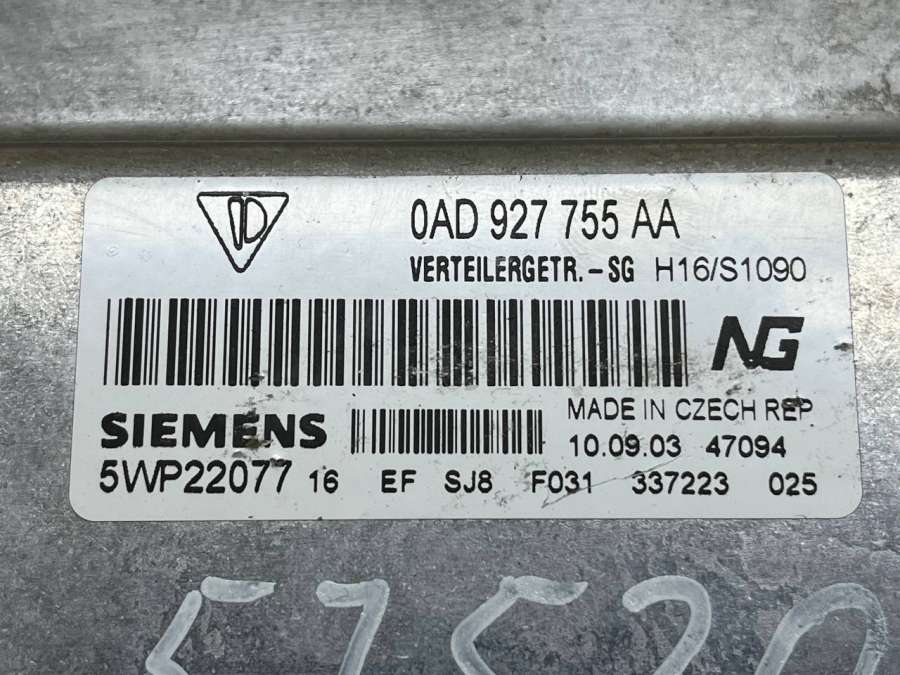 0AD 927 755 AA
VERTEILERGETR.-SG H16/S1090
NG
SIEMENS
MADE IN CZECH REP
10.09.03 47094
5WP22077 16 EF SJ8 F031 337223 025